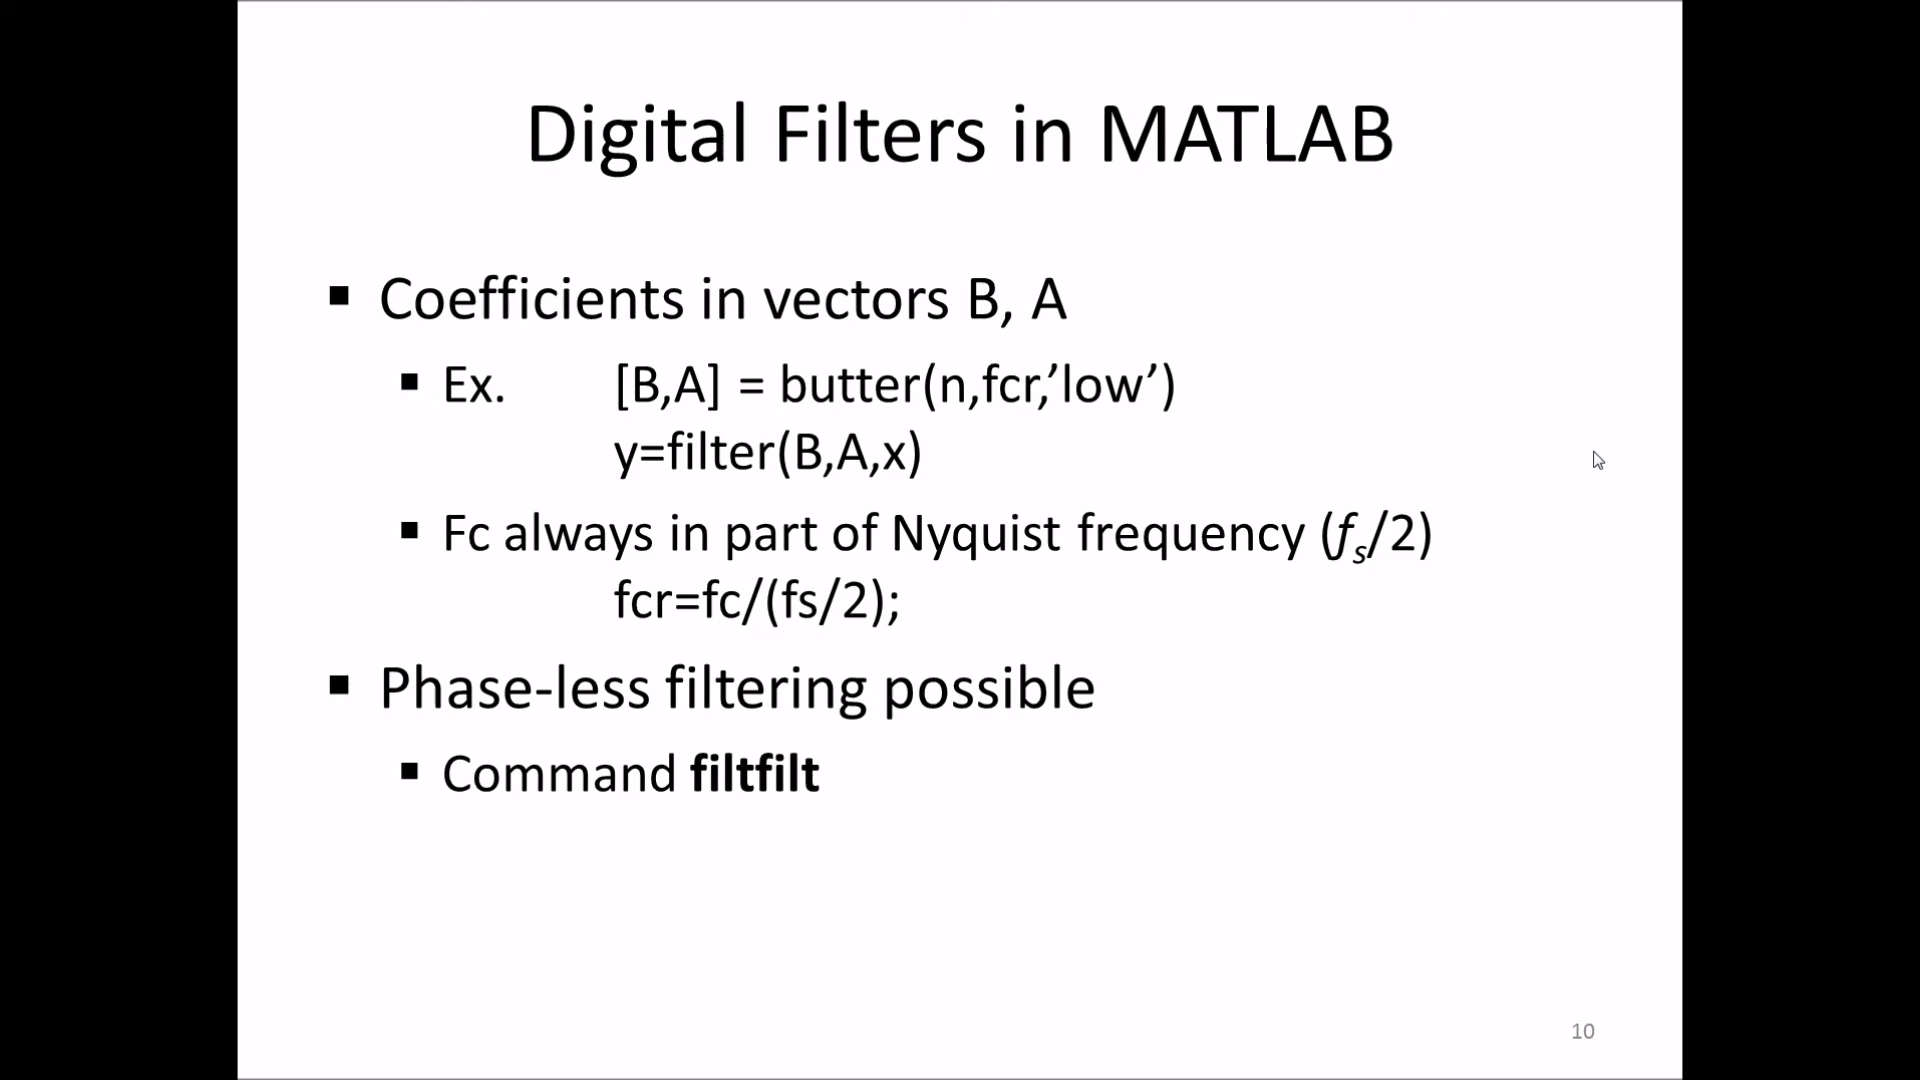 Digital Filters in MATLAB
▪ Coefficients in vectors B, A
▪ Ex. [B,A] = butter(n,fcr,’low’)
y=filter(B,A,x)
▪ Fc always in part of Nyquist frequency (fs/2)
fcr=fc/(fs/2);
▪ Phase-less filtering possible
▪ Command filtfilt
10